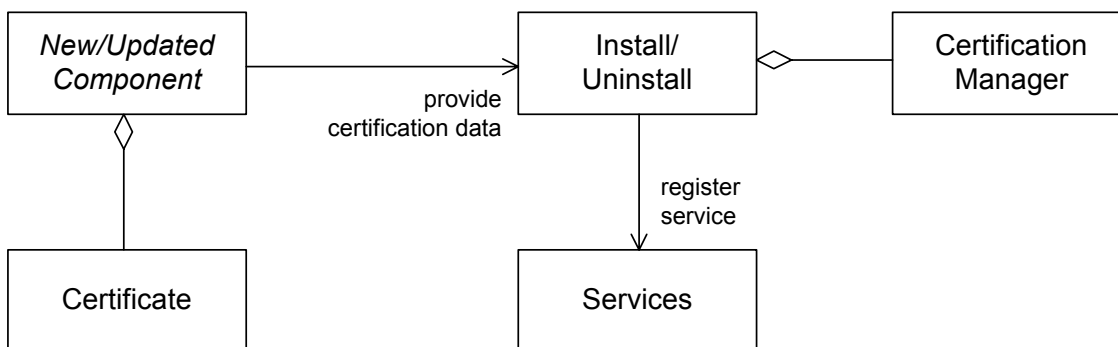 New/Updated
Component
Install/
Uninstall
Certification
Manager
provide
certification data
register
service
Certificate
Services